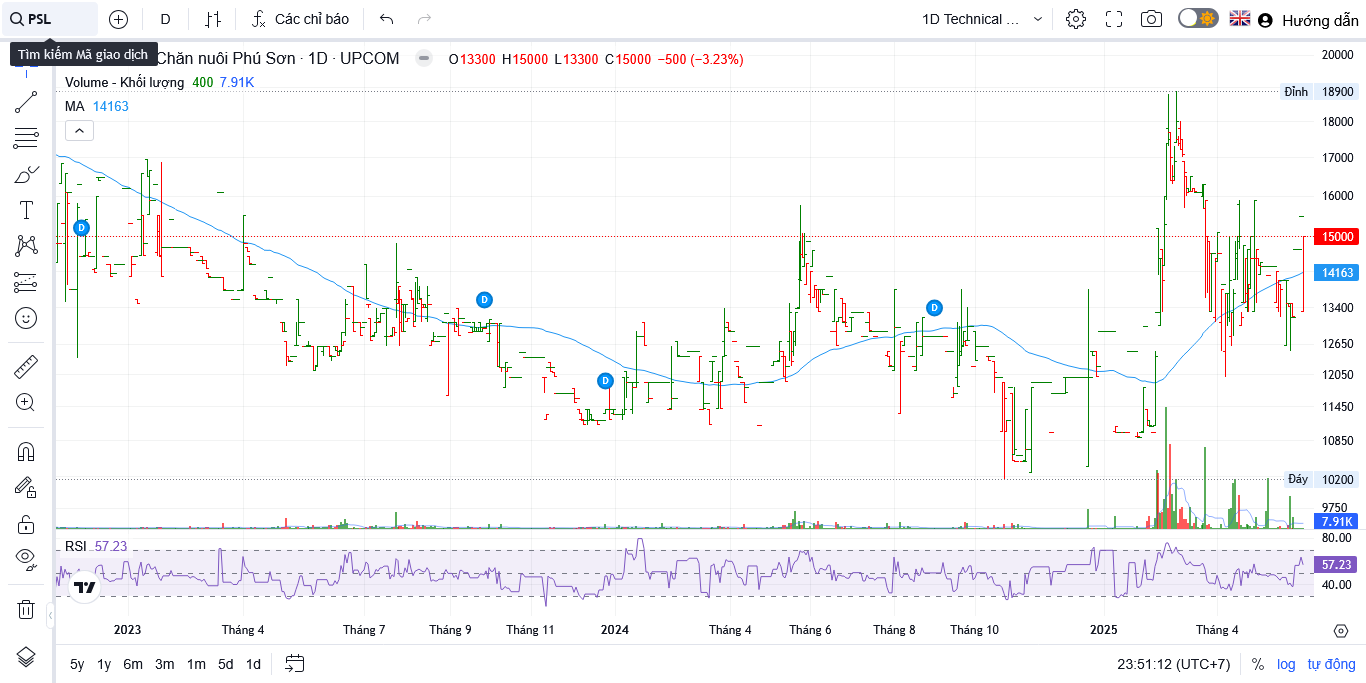 PSL
D
Các chỉ báo
1D Technical ...
Hướng dẫn
Tìm kiếm Mã giao dịch
Chăn nuôi Phú Sơn · 1D · UPCOM
O13300 H15000 L13300 C15000 −500 (−3.23%)
Volume - Khối lượng 400 7.91K
MA 14163
20000
Đỉnh 18900
18000
17000
16000
15000
14163
13400
12650
12050
11450
10850
Đáy 10200
9750
7.91K
D
D
D
D
RSI 57.23
80.00
57.23
40.00
2023
Tháng 4
Tháng 7
Tháng 9
Tháng 11
2024
Tháng 4
Tháng 6
Tháng 8
Tháng 10
2025
Tháng 4
5y 1y 6m 3m 1m 5d 1d
23:51:12 (UTC+7)
% log tự động